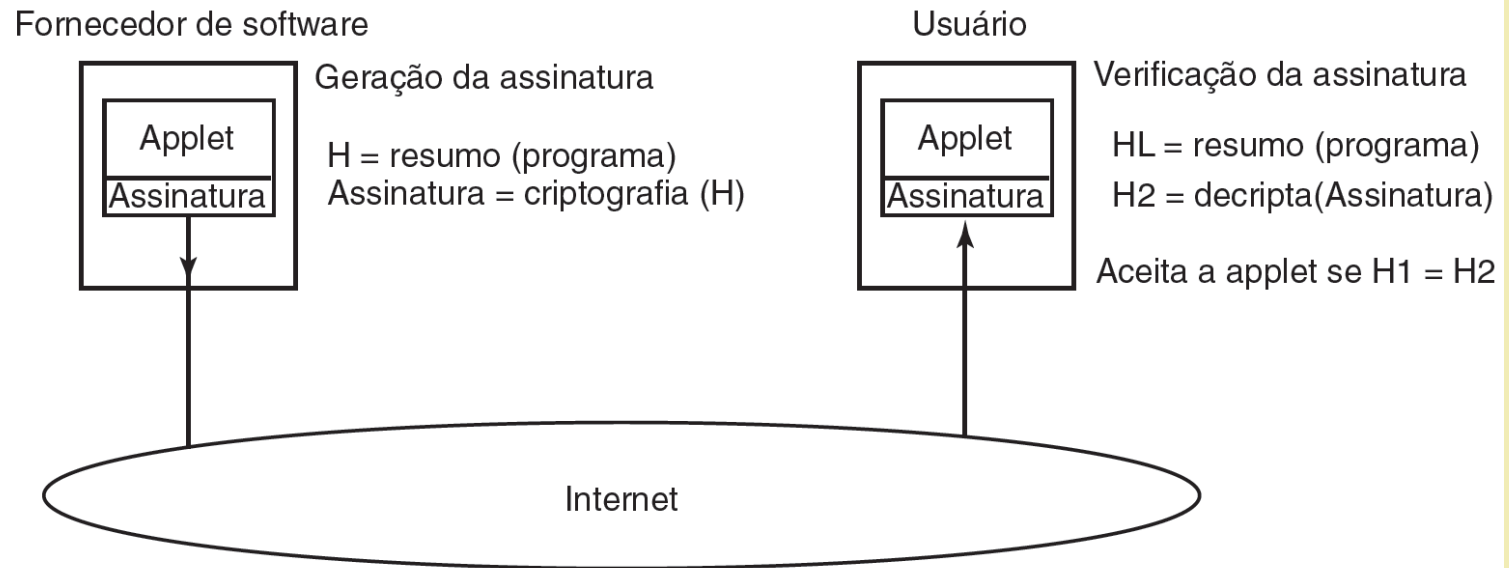 Fornecedor de software
Geração da assinatura
Applet
Assinatura
H = resumo (programa)
Assinatura = criptografia (H)
Usuário
Verificação da assinatura
Applet
Assinatura
HL = resumo (programa)
H2 = decripta(Assinatura)
Aceita a applet se H1 = H2
Internet